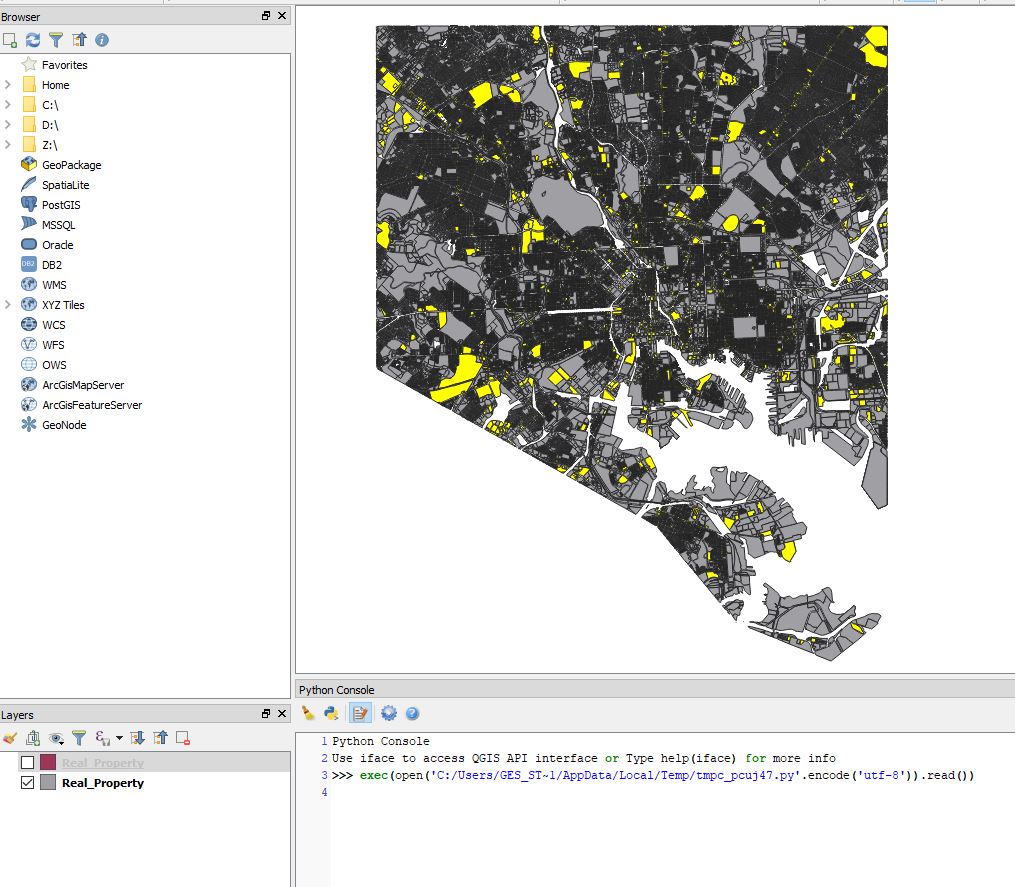 Browser
Favorites
Home
C:\
D:\
Z:\
GeoPackage
SpatiaLite
PostGIS
MSSQL
Oracle
DB2
DB2
WMS
XYZ Tiles
WCS
WFS
OWS
ArcGisMapServer
ArcGisFeatureServer
GeoNode
Layers
Real_Property
Real_Property
Python Console
1 Python Console
2 Use iface to access QGIS API interface or Type help(iface) for more info
3 >>> exec(open('C:/Users/GES_ST~1/AppData/Local/Temp/tmpc_pcuj47.py'.encode('utf-8')).read())
4